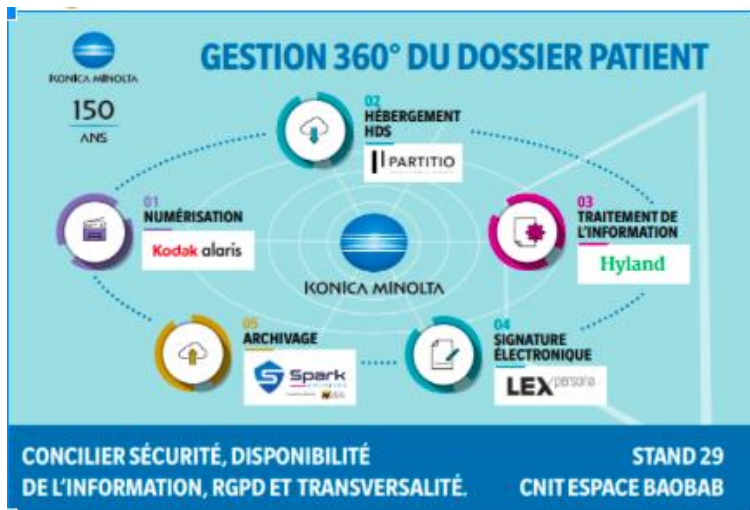 KONICA MINOLTA
150
ANS
GESTION 360° DU DOSSIER PATIENT
01
NUMÉRISATION
Kodak alaris
02
HÉBERGEMENT
HDS
PARTITIO
03
TRAITEMENT DE
L'INFORMATION
Hyland
KONICA MINOLTA
04
SIGNATURE
ÉLECTRONIQUE
LEX persona
05
ARCHIVAGE
Spark
CONCILIER SÉCURITÉ, DISPONIBILITÉ
DE L'INFORMATION, RGPD ET TRANSVERSALITÉ.
STAND 29
CNIT ESPACE BAOBAB